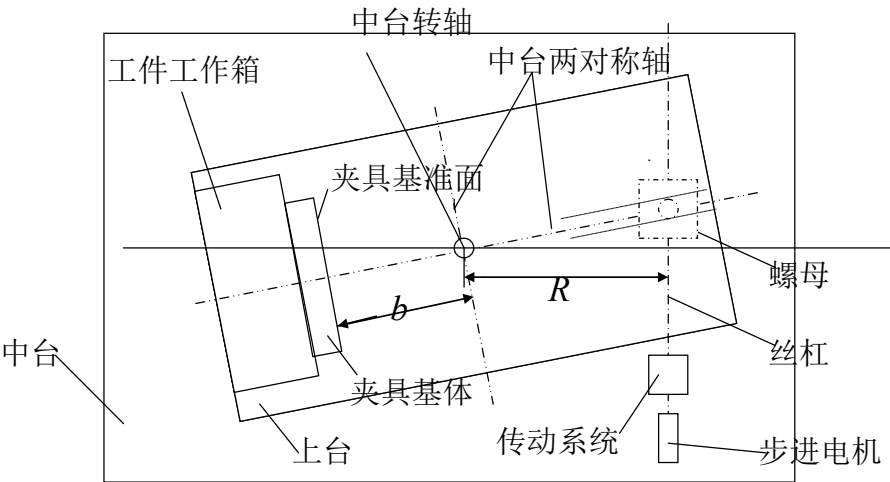 中台转轴
工件工作箱
中台两对称轴
夹具基准面
螺母
R
b
中台
丝杠
夹具基体
上台
传动系统
步进电机